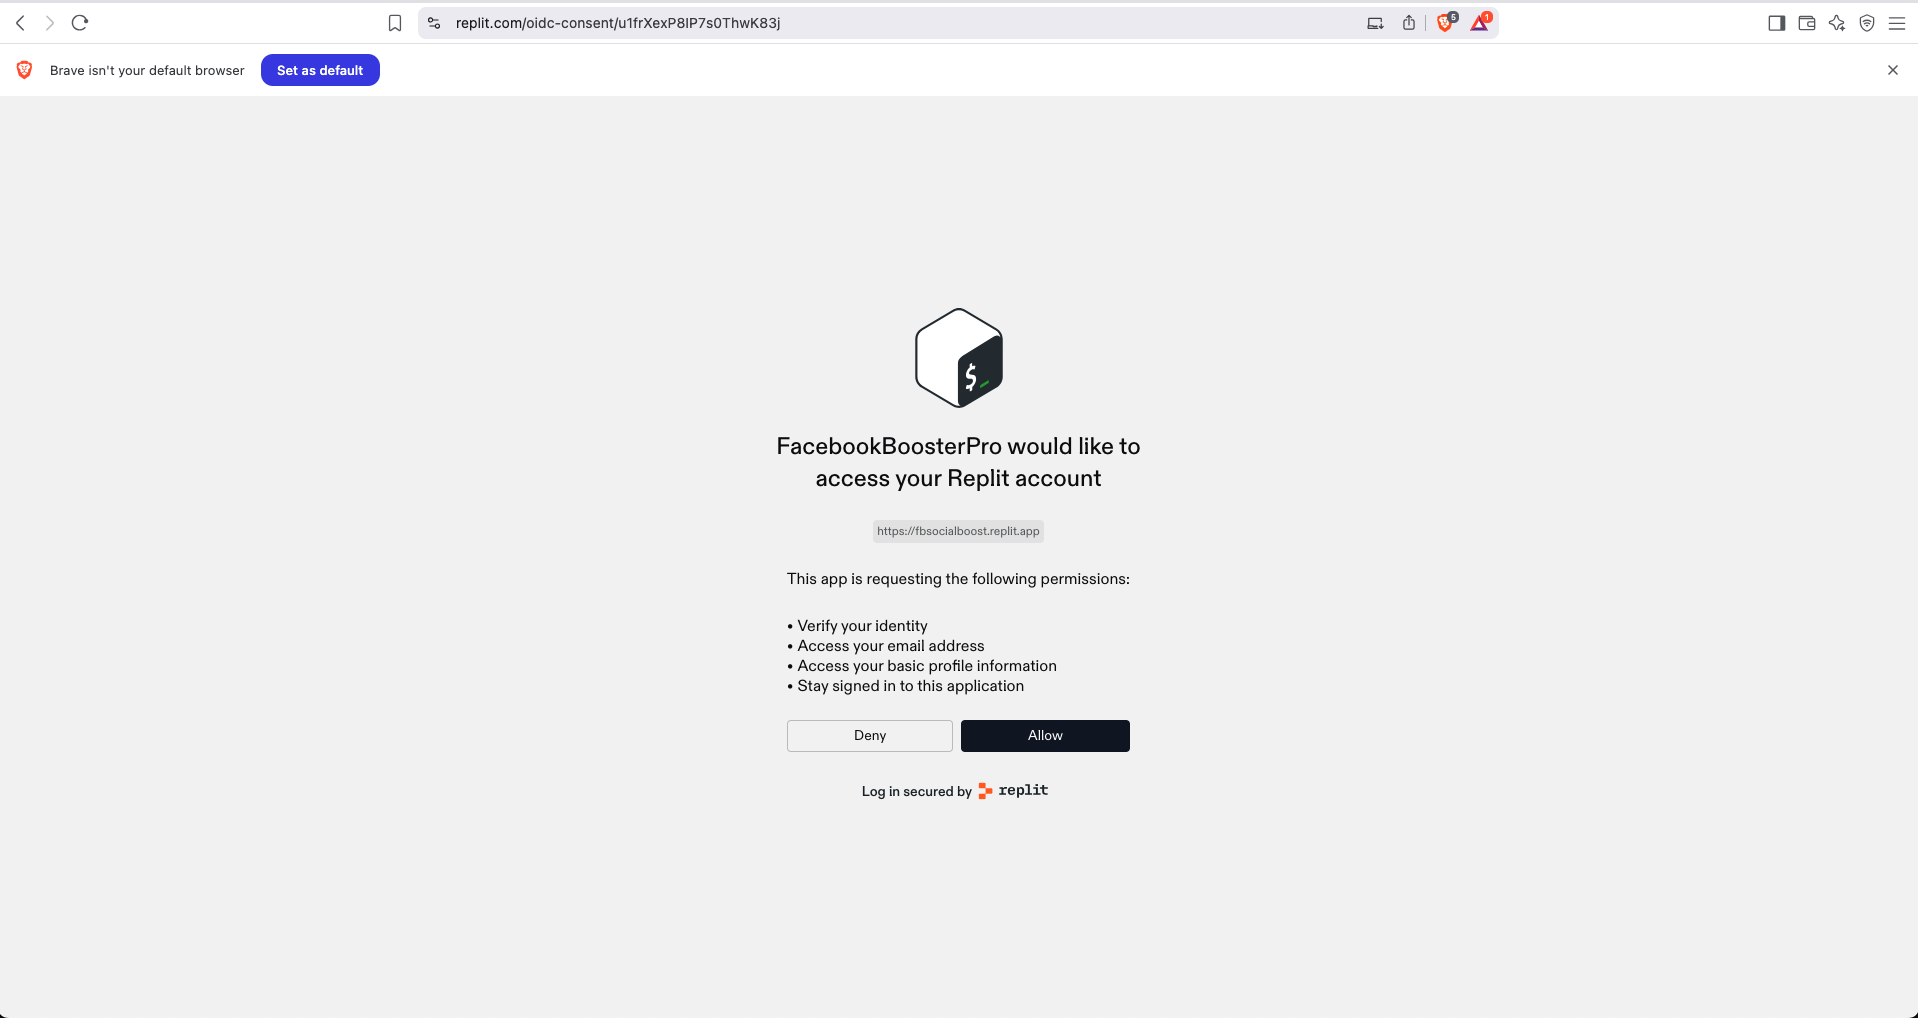 replit.com/oidc-consent/u1frXexP8IP7s0ThwK83j
5
1
Brave isn't your default browser
Set as default
$_
FacebookBoosterPro would like to
access your Replit account
https://fbsocialboost.replit.app
This app is requesting the following permissions:
• Verify your identity
• Access your email address
• Access your basic profile information
• Stay signed in to this application
Deny
Allow
Log in secured by replit